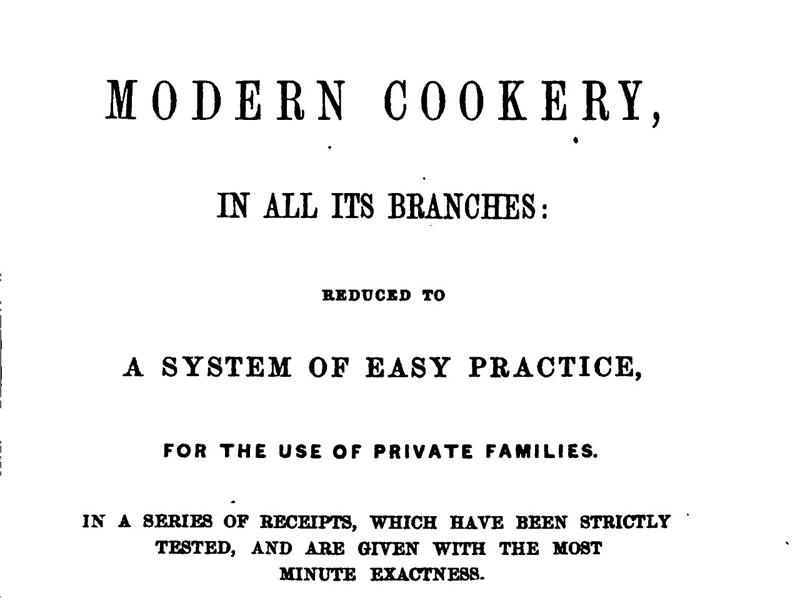 MODERN COOKERY,
IN ALL ITS BRANCHES:
REDUCED TO
A SYSTEM OF EASY PRACTICE,
FOR THE USE OF PRIVATE FAMILIES.
IN A SERIES OF RECEIPTS, WHICH HAVE BEEN STRICTLY
TESTED, AND ARE GIVEN WITH THE MOST
MINUTE EXACTNESS.